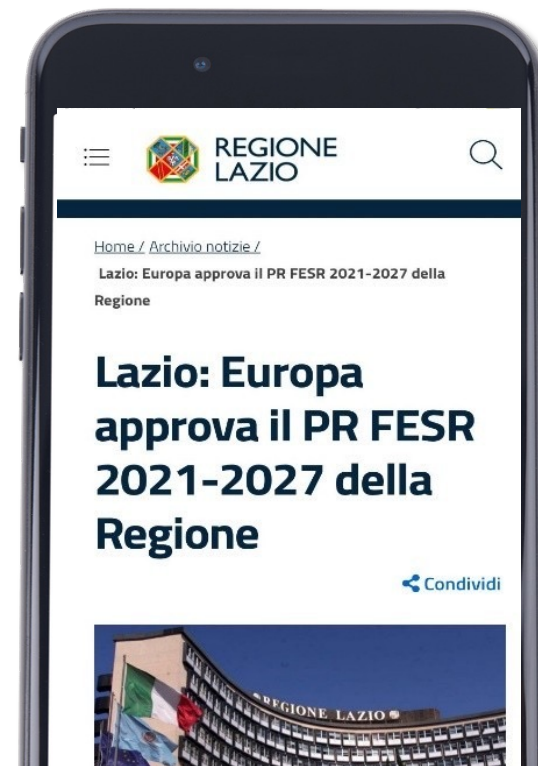 REGIONE
LAZIO
Home / Archivio notizie /
Lazio: Europa approva il PR FESR 2021-2027 della
Regione
Lazio: Europa
approva il PR FESR
2021-2027 della
Regione
Condividi
REGIONE LAZIO